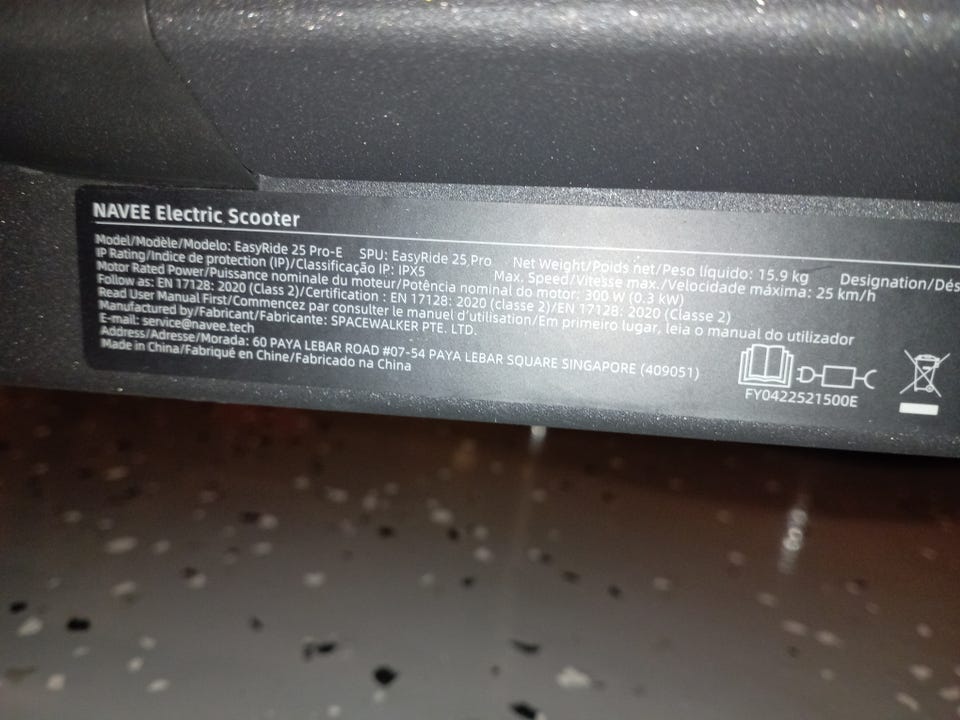 NAVEE Electric Scooter
Model/Modèle/Modelo: EasyRide 25 Pro-E SPU: EasyRide 25 Pro Net Weight/Poids net/Peso líquido: 15.9 kg Designation/Dés
IP Rating/Indice de protection (IP)/Classificação IP: IPX5 Max. Speed/Vitesse max./Velocidade máxima: 25 km/h
Motor Rated Power/Puissance nominale du moteur/Potência nominal do motor: 300 W (0.3 kW)
Follow as: EN 17128: 2020 (Class 2)/Certification : EN 17128: 2020 (classe 2)/EN 17128: 2020 (Classe 2)
Read User Manual First/Commencez par consulter le manuel d'utilisation/Em primeiro lugar, leia o manual do utilizador
Manufactured by/Fabricant/Fabricante: SPACEWALKER PTE. LTD.
E-mail: service@navee.tech
Address/Adresse/Morada: 60 PAYA LEBAR ROAD #07-54 PAYA LEBAR SQUARE SINGAPORE (409051)
Made in China/Fabriqué en Chine/Fabricado na China
FY0422521500E